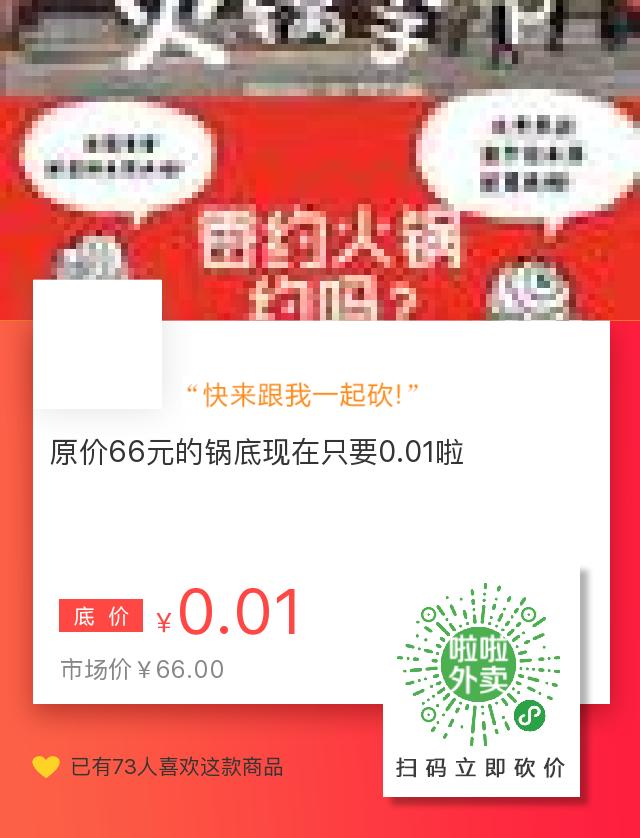 番约火锅
约吗?
“快来跟我一起砍!”
原价66元的锅底现在只要0.01啦
底价 ¥0.01
市场价¥66.00
啦啦
外卖
已有73人喜欢这款商品
扫码立即砍价